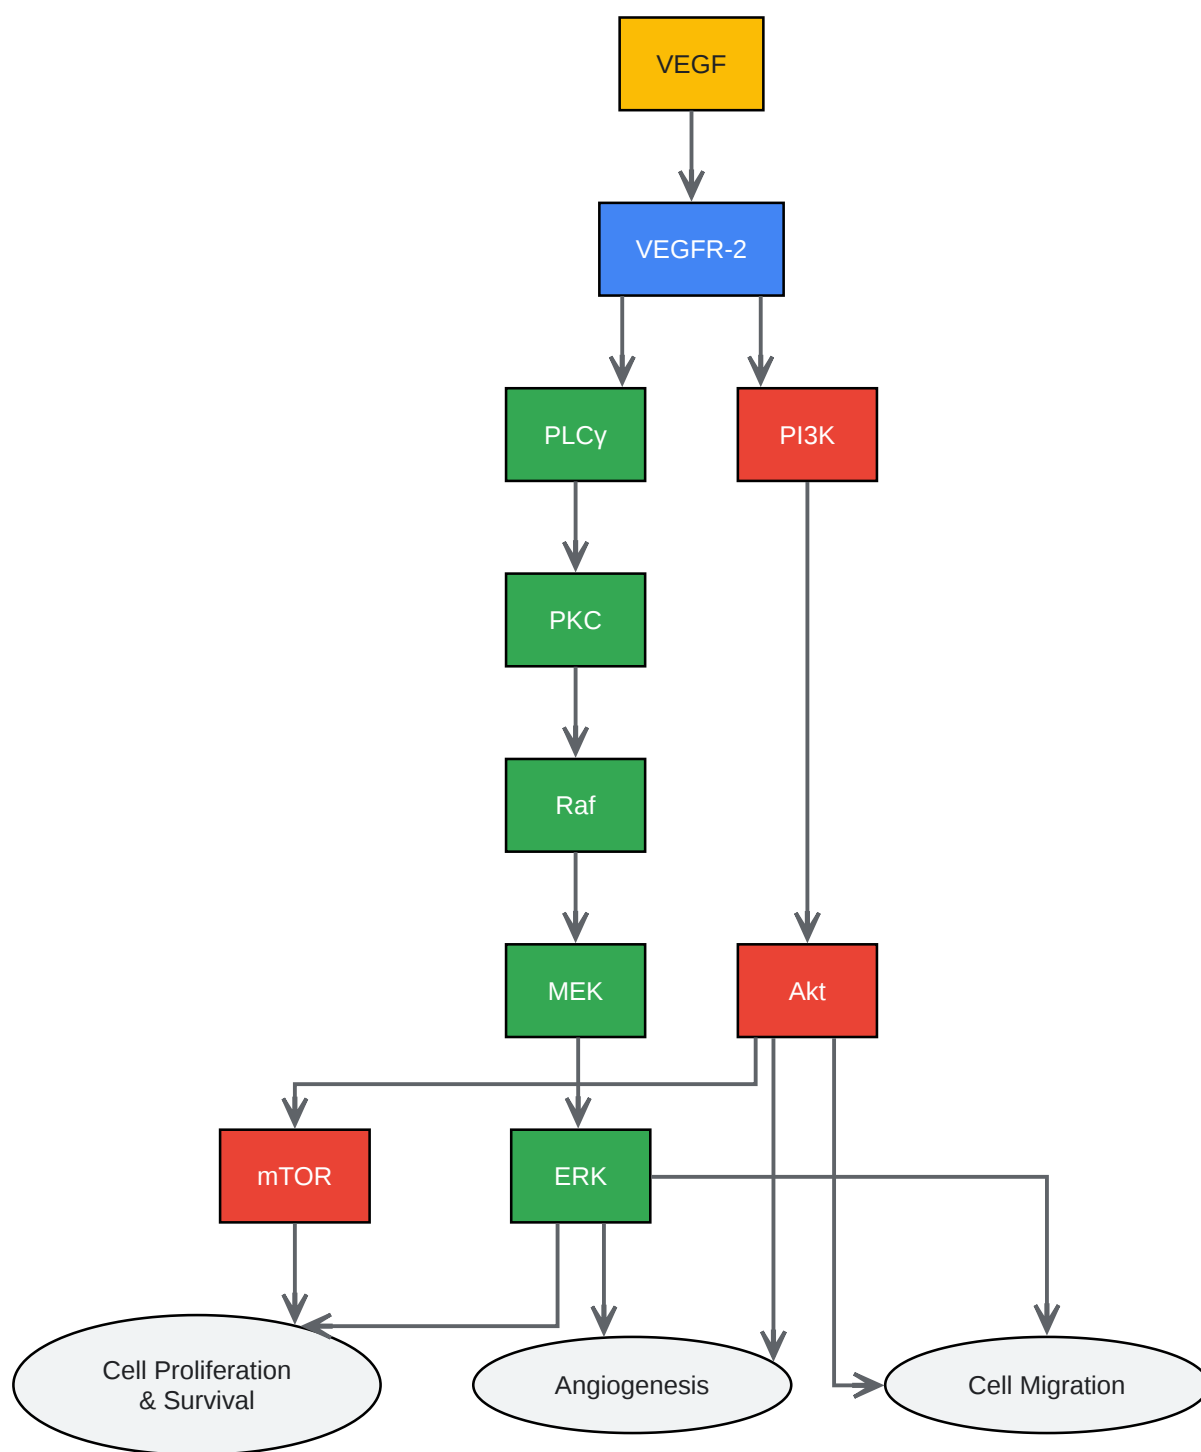 VEGF
VEGFR-2
PLCγ
PI3K
PKC
Raf
MEK
Akt
mTOR
ERK
Cell Proliferation
& Survival
Angiogenesis
Cell Migration